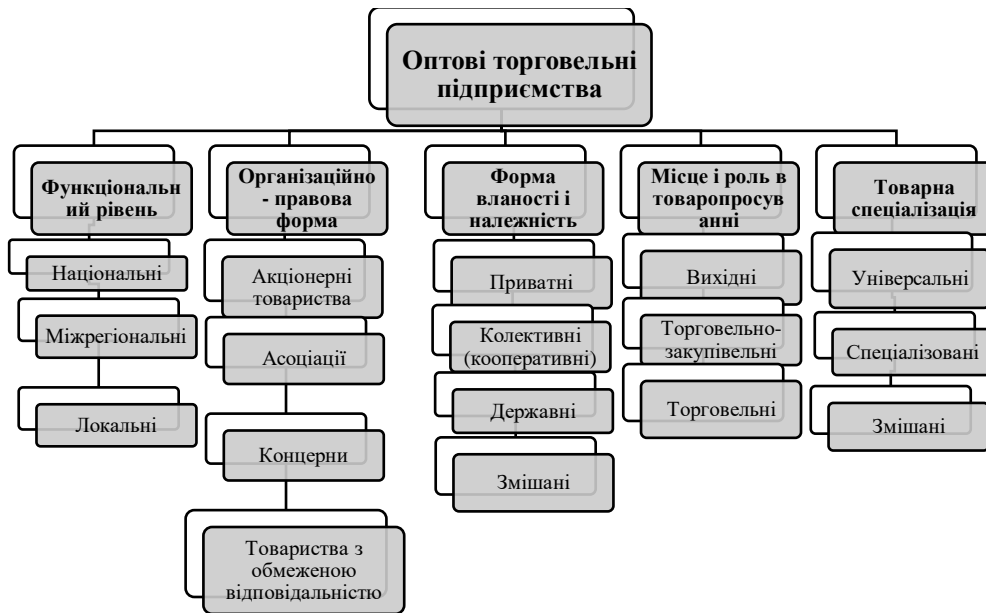 Оптові торговельні
підприємства
Функціональн
ий рівень
Національні
Міжрегіональні
Локальні
Організаційно
- правова
форма
Акціонерні
товариства
Асоціації
Концерни
Товариства з
обмеженою
відповідальністю
Форма
вланості і
належність
Приватні
Колективні
(кооперативні)
Державні
Змішані
Місце і роль в
товаропросув
анні
Вихідні
Торговельно-
закупівельні
Торговельні
Товарна
спеціалізація
Універсальні
Спеціалізовані
Змішані